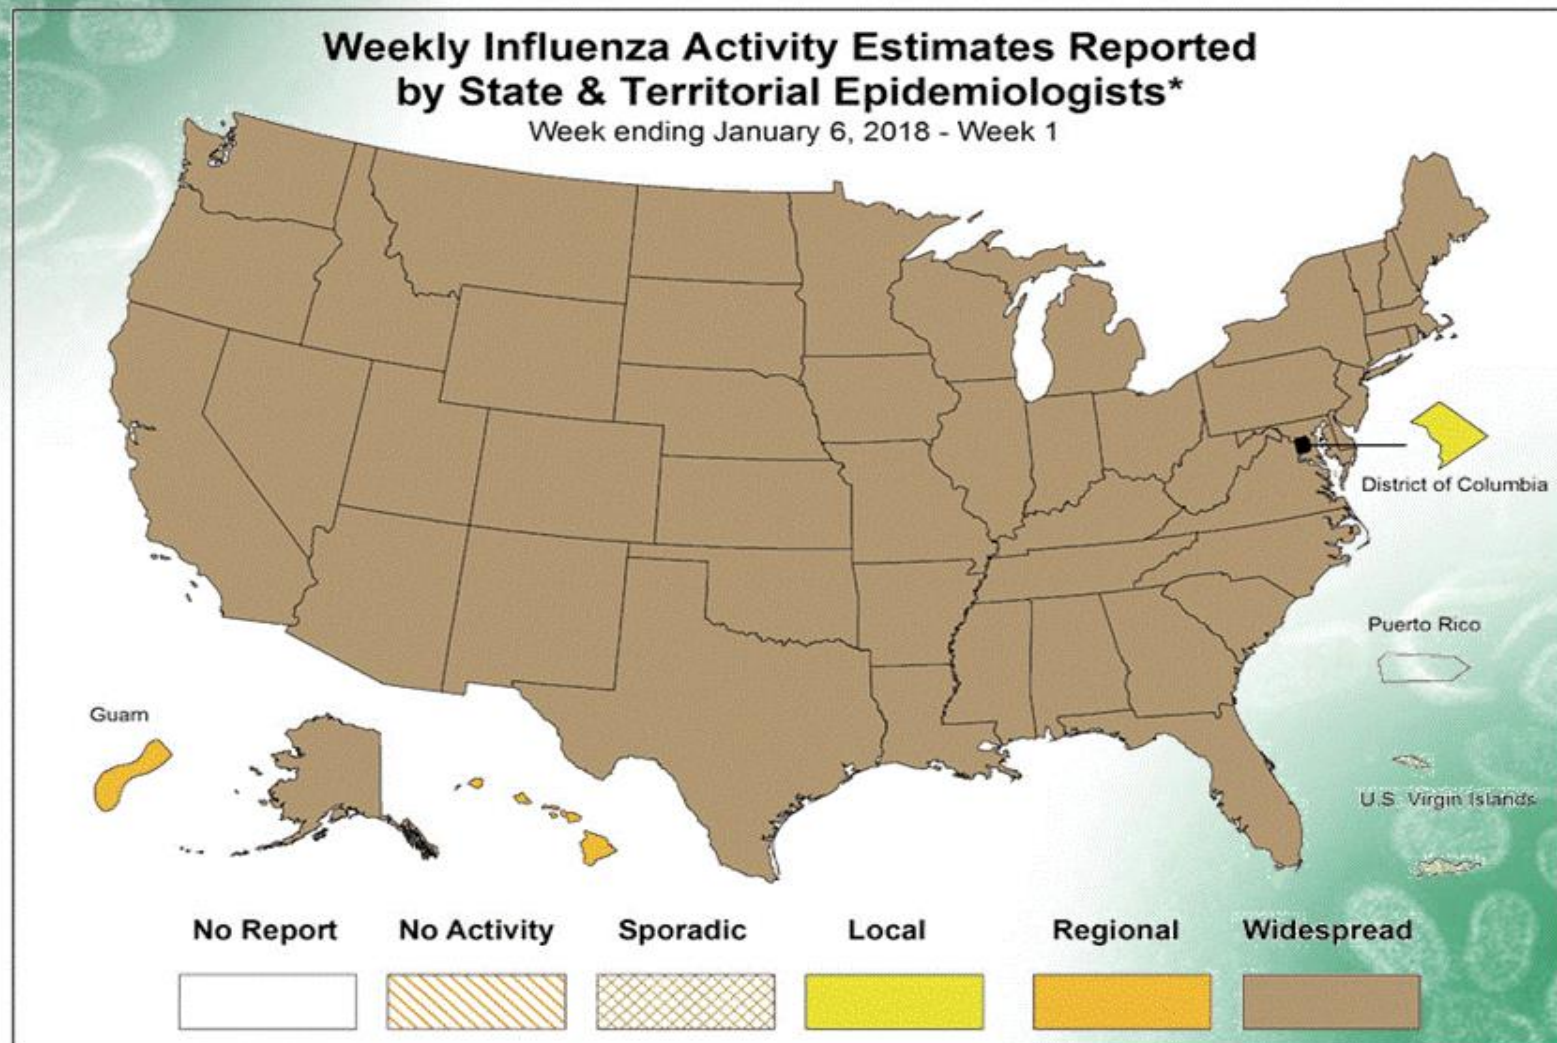 Weekly Influenza Activity Estimates Reported
by State & Territorial Epidemiologists*
Week ending January 6, 2018 - Week 1
District of Columbia
Puerto Rico
Guam
U.S. Virgin Islands
No Report No Activity Sporadic Local Regional Widespread